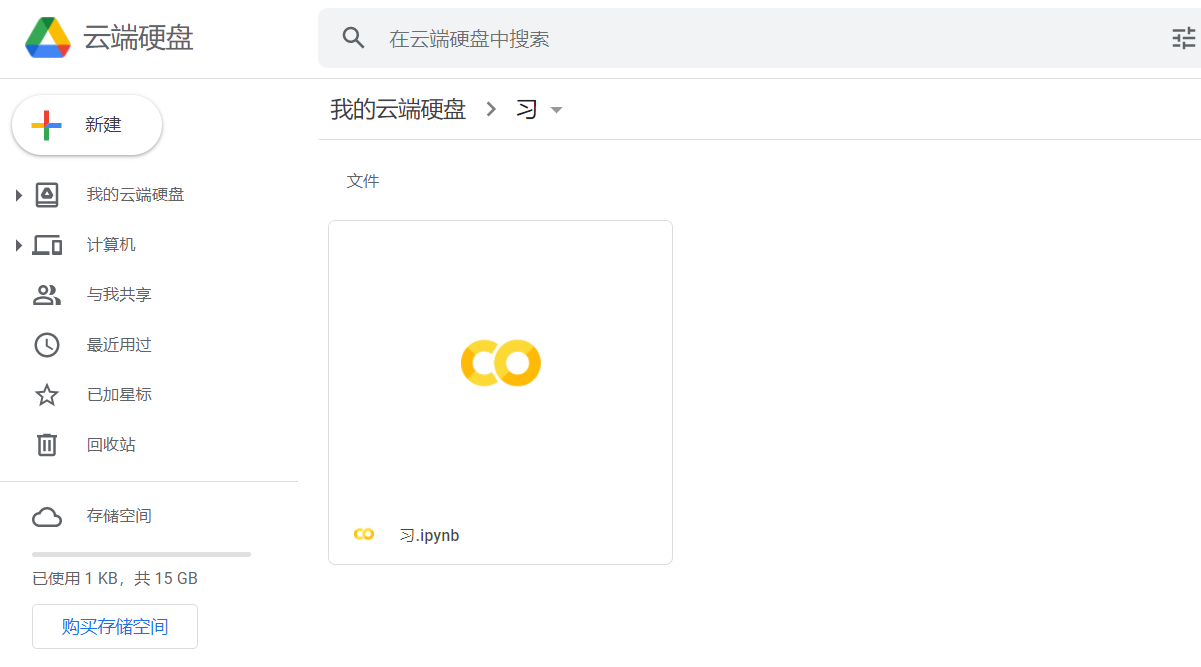 云端硬盘
在云端硬盘中搜索
新建
我的云端硬盘
计算机
与我共享
最近用过
已加星标
回收站
存储空间
已使用 1 KB，共 15 GB
购买存储空间
我的云端硬盘 > 习
文件
习.ipynb